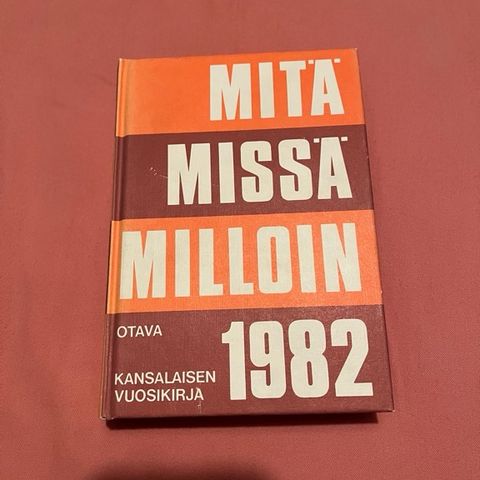 MITÄ
MISSÄ
MILLOIN
OTAVA
1982
KANSALAISEN
VUOSIKIRJA